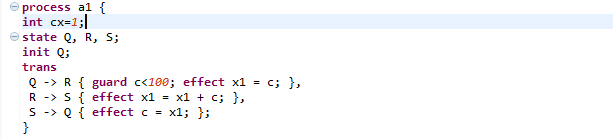 process a1 {
int cx=1;
state Q, R, S;
init Q;
trans
Q -> R { guard c<100; effect x1 = c; },
R -> S { effect x1 = x1 + c; },
S -> Q { effect c = x1; };
}